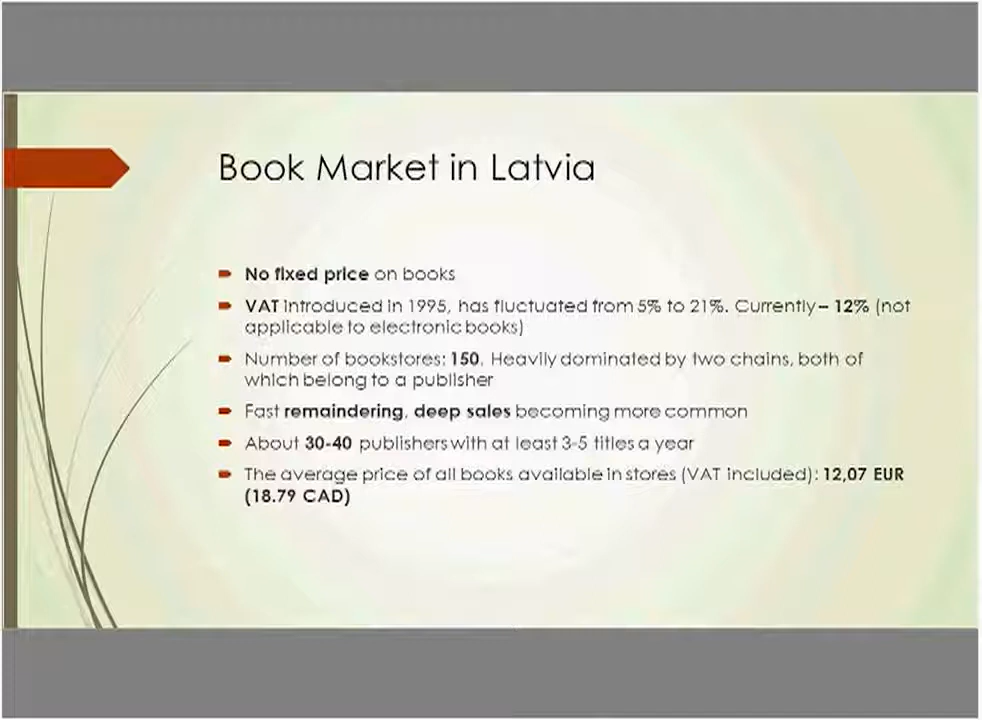 Book Market in Latvia
No fixed price on books
VAT introduced in 1995, has fluctuated from 5% to 21%. Currently – 12% (not
applicable to electronic books)
Number of bookstores: 150. Heavily dominated by two chains, both of
which belong to a publisher
Fast remaindering, deep sales becoming more common
About 30-40 publishers with at least 3-5 titles a year
The average price of all books available in stores (VAT included): 12,07 EUR
(18.79 CAD)